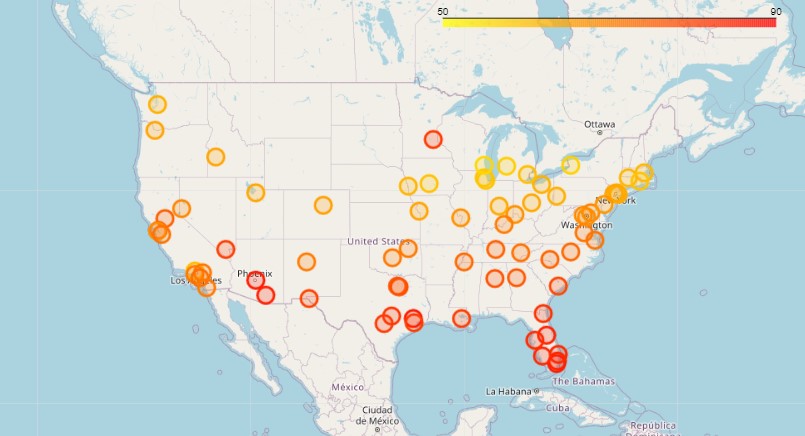 50 90
Ottawa
New York
Washington
United States
Phoenix
Los Angeles
The Bahamas
La Habana
México
Cuba
Ciudad
de México
República
Dominicana